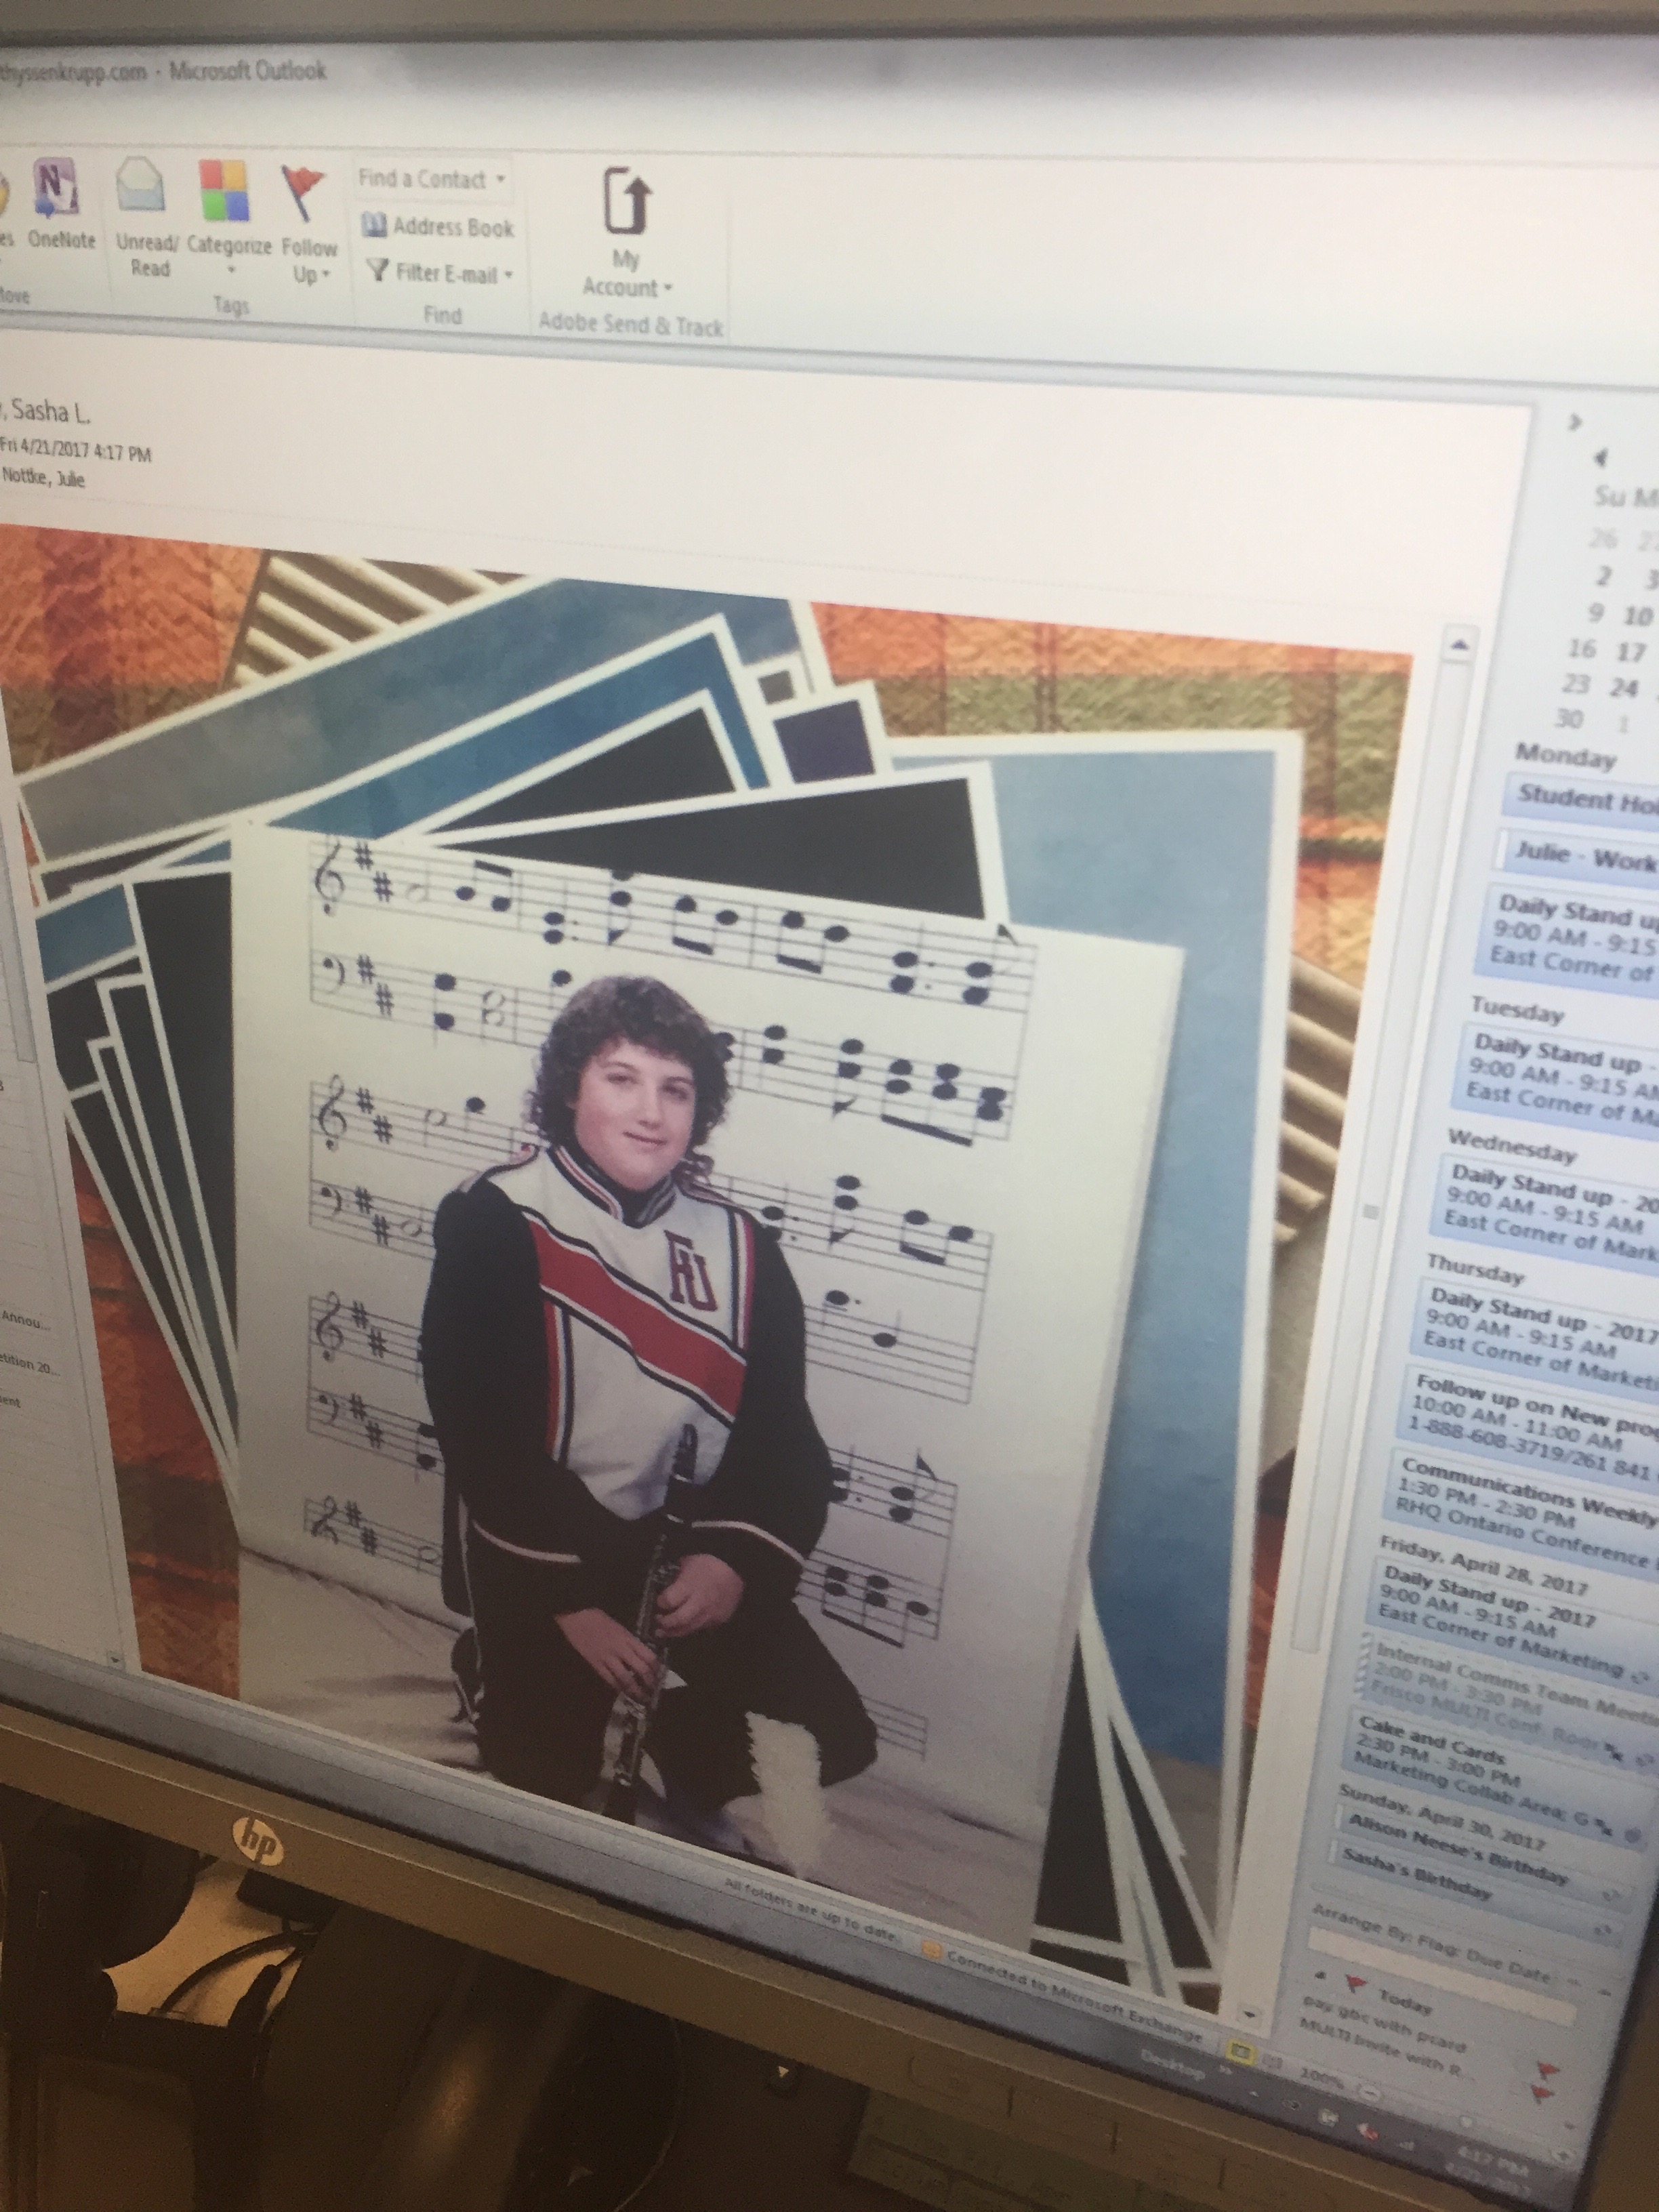 thyssenkrupp.com - Microsoft Outlook
OneNote
Unread/
Read
Categorize
Follow
Up
Tags
Find a Contact
Address Book
Filter E-mail
Find
My
Account
Adobe Send & Track
, Sasha L.
Fri 4/21/2017 4:17 PM
Nottke, Julie
Annou...
20...
Su M
26
2 3
9 10
16 17
23 24
30 1
Monday
Student
Julie - Work
Daily Stand
9:00 AM - 9:15
East Corner of
Tuesday
Daily Stand up -
9:00 AM - 9:15 AM
East Corner of
Wednesday
Daily Stand up - 20
9:00 AM - 9:15 AM
East Corner of Mark
Thursday
Daily Stand up - 2017
9:00 AM - 9:15 AM
East Corner of Marketi
Follow up on New
10:00 AM - 11:00 AM
1-888-608-3719/261 841
Communications Weekly
1:30 PM - 2:30 PM
RHQ Ontario Conference
Friday, April 28, 2017
Daily Stand up - 2017
9:00 AM - 9:15 AM
East Corner of Marketing
Internal Comms Team
2:00 PM - 3:30 PM
Frisco MULTI Conf. Roor
Cake and Cards
2:30 PM - 3:00 PM
Marketing Collab Area; G
Sunday, April 30, 2017
Alison Neese's Birthday
Sasha's Birthday
Arrange By: Flag: Due Date
Today
pay gbc with pcard
MULTI Invite with R...
All folders are up to date.
Connected to Microsoft Exchange
100%
Desktop
4:17 PM
hp